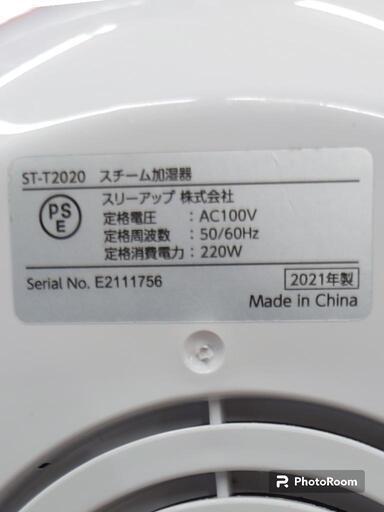 ST-T2020 スチーム加湿器
PS
E
スリーアップ 株式会社
定格電圧 : AC100V
定格周波数 : 50/60Hz
定格消費電力 : 220W
Serial No. E2111756
2021年製
Made in China
PhotoRoom